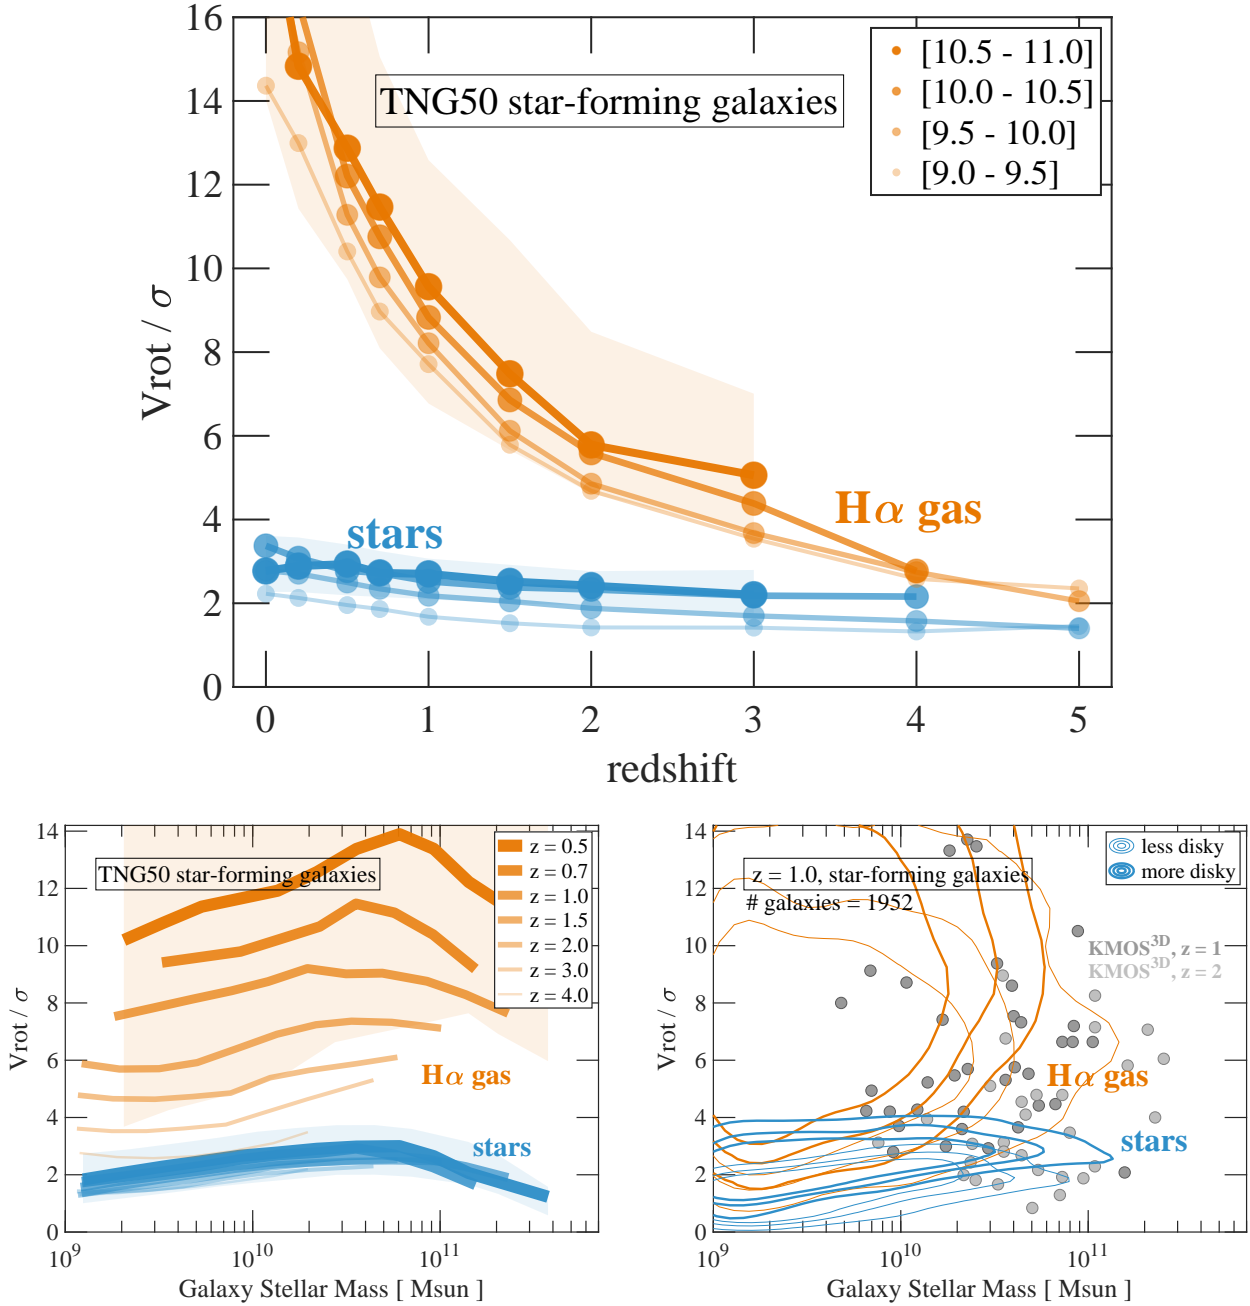 16
14
12
10
8
6
4
2
0
Vrot / σ
TNG50 star-forming galaxies
[10.5 - 11.0]
[10.0 - 10.5]
[9.5 - 10.0]
[9.0 - 9.5]
Hα gas
stars
0 1 2 3 4 5
redshift
14
12
10
8
6
4
2
0
Vrot / σ
TNG50 star-forming galaxies
z = 0.5
z = 0.7
z = 1.0
z = 1.5
z = 2.0
z = 3.0
z = 4.0
Hα gas
stars
10⁹ 10¹⁰ 10¹¹
Galaxy Stellar Mass [ Msun ]
14
12
10
8
6
4
2
0
Vrot / σ
z = 1.0, star-forming galaxies
# galaxies = 1952
less disky
more disky
KMOS³ᴰ, z = 1
KMOS³ᴰ, z = 2
Hα gas
stars
10⁹ 10¹⁰ 10¹¹
Galaxy Stellar Mass [ Msun ]